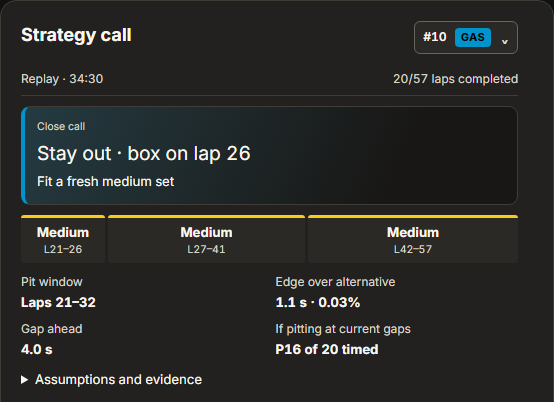 Strategy call
#10 GAS
Replay · 34:30
20/57 laps completed
Close call
Stay out · box on lap 26
Fit a fresh medium set
Medium
L21–26
Medium
L27–41
Medium
L42–57
Pit window
Laps 21–32
Edge over alternative
1.1 s · 0.03%
Gap ahead
4.0 s
If pitting at current gaps
P16 of 20 timed
Assumptions and evidence